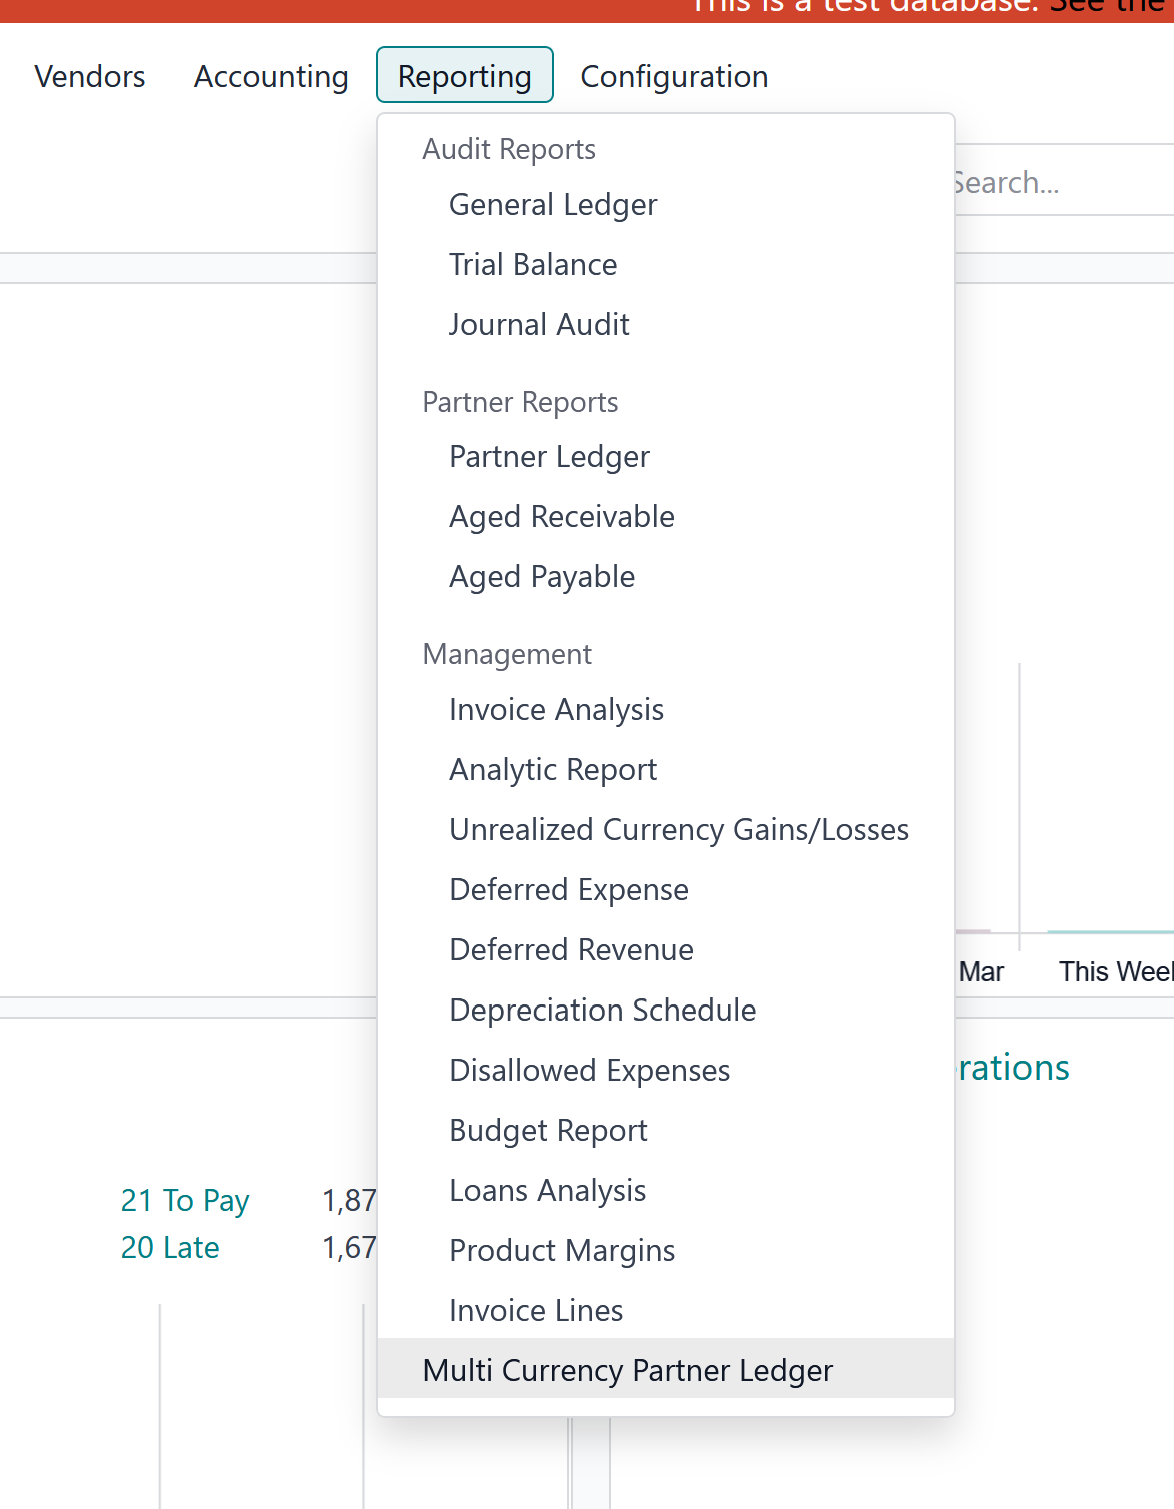 This is a test database. See the
Vendors Accounting Reporting Configuration
Audit Reports
Search...
General Ledger
Trial Balance
Journal Audit
Partner Reports
Partner Ledger
Aged Receivable
Aged Payable
Management
Invoice Analysis
Analytic Report
Unrealized Currency Gains/Losses
Deferred Expense
Deferred Revenue
Mar This Week
Depreciation Schedule
Disallowed Expenses
erations
Budget Report
Loans Analysis
21 To Pay 1,87
Product Margins
20 Late 1,67
Invoice Lines
Multi Currency Partner Ledger